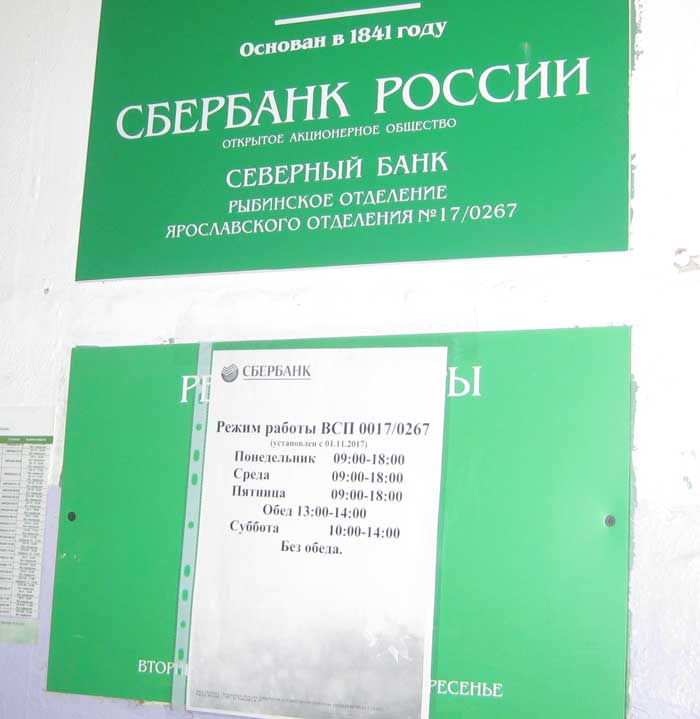 Основан в 1841 году
СБЕРБАНК РОССИИ
ОТКРЫТОЕ АКЦИОНЕРНОЕ ОБЩЕСТВО
СЕВЕРНЫЙ БАНК
РЫБИНСКОЕ ОТДЕЛЕНИЕ
ЯРОСЛАВСКОГО ОТДЕЛЕНИЯ №17/0267
СБЕРБАНК
Режим работы ВСП 0017/0267
(установлен с 01.11.2017)
Понедельник 09:00-18:00
Среда 09:00-18:00
Пятница 09:00-18:00
Обед 13:00-14:00
Суббота 10:00-14:00
Без обеда.